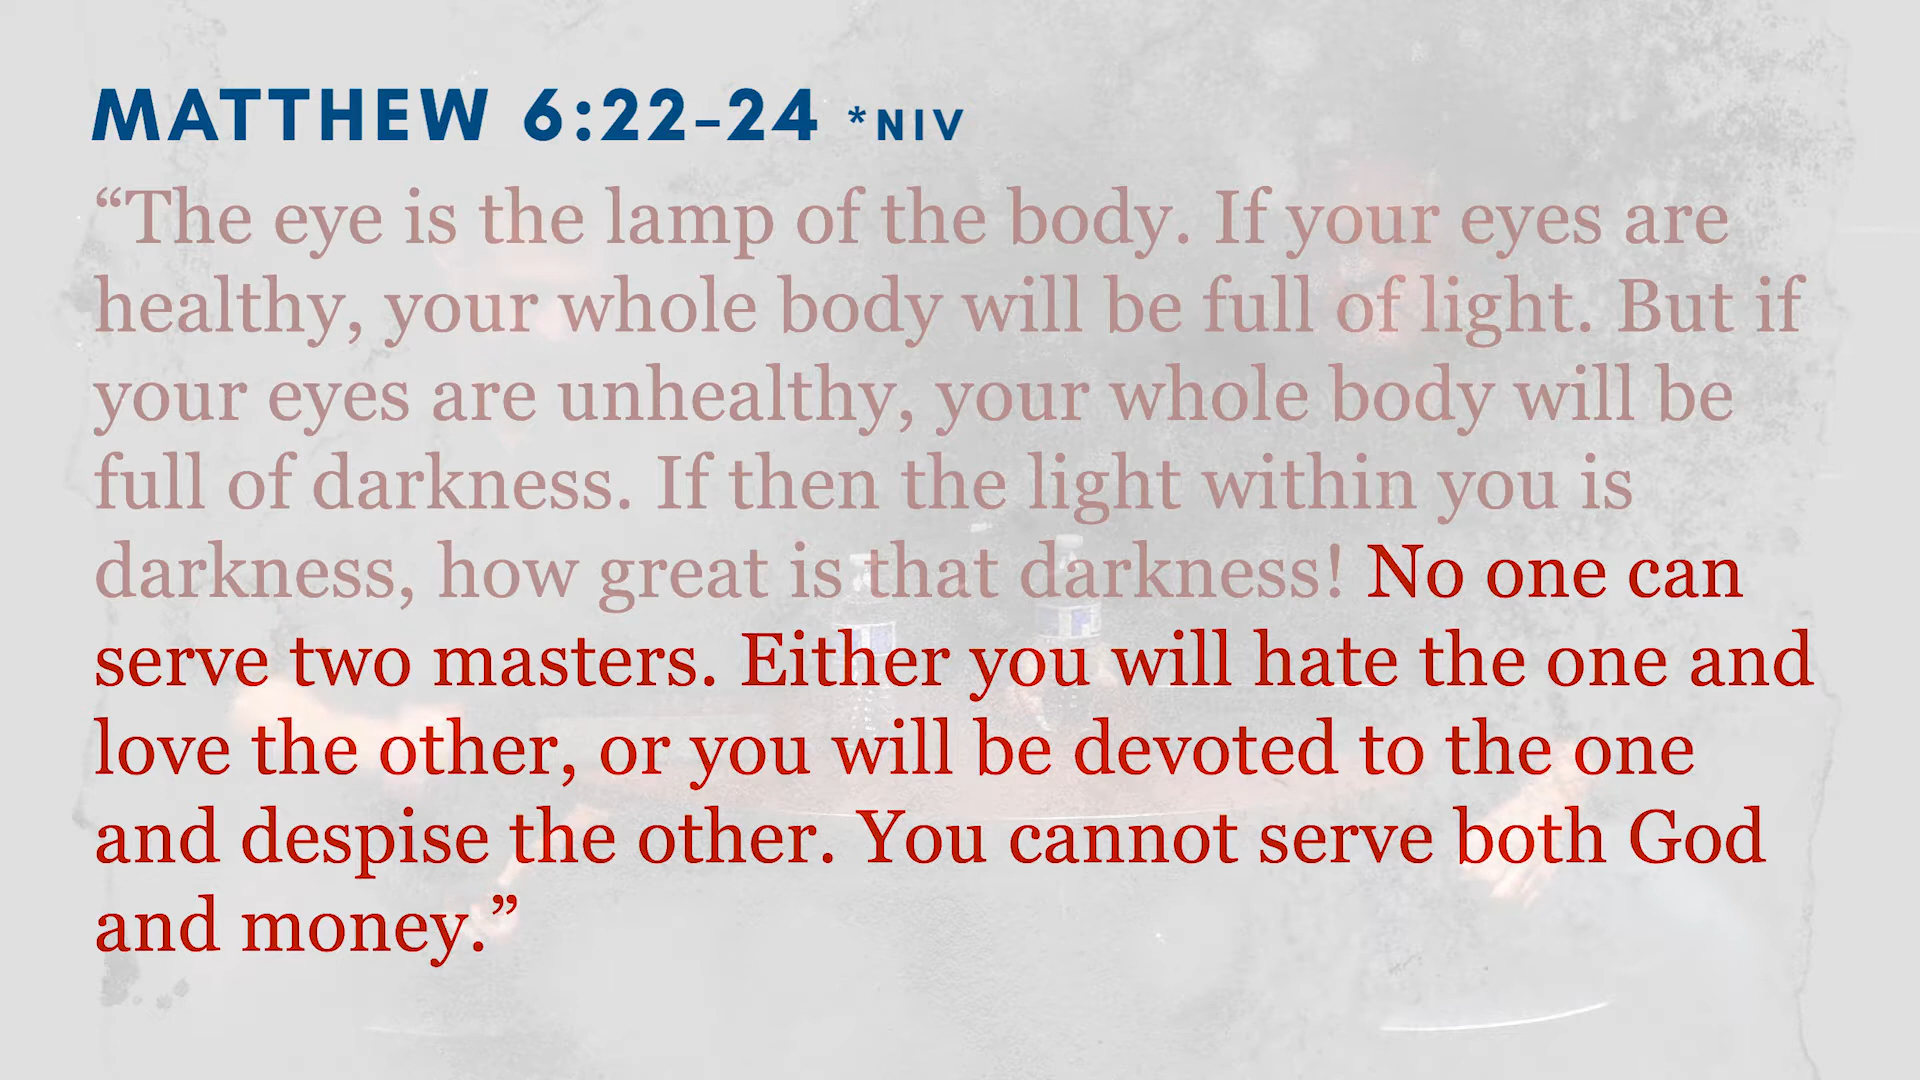 MATTHEW 6:22–24 *NIV
“The eye is the lamp of the body. If your eyes are
healthy, your whole body will be full of light. But if
your eyes are unhealthy, your whole body will be
full of darkness. If then the light within you is
darkness, how great is that darkness! No one can
serve two masters. Either you will hate the one and
love the other, or you will be devoted to the one
and despise the other. You cannot serve both God
and money.”